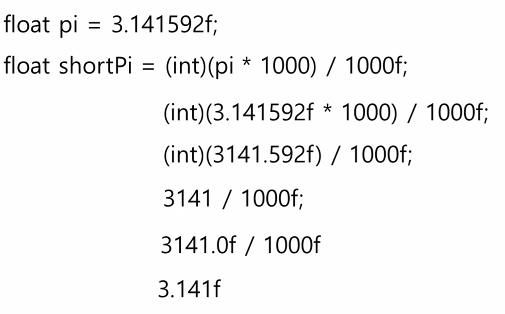 float pi = 3.141592f;
float shortPi = (int)(pi * 1000) / 1000f;
(int)(3.141592f * 1000) / 1000f;
(int)(3141.592f) / 1000f;
3141 / 1000f;
3141.0f / 1000f
3.141f